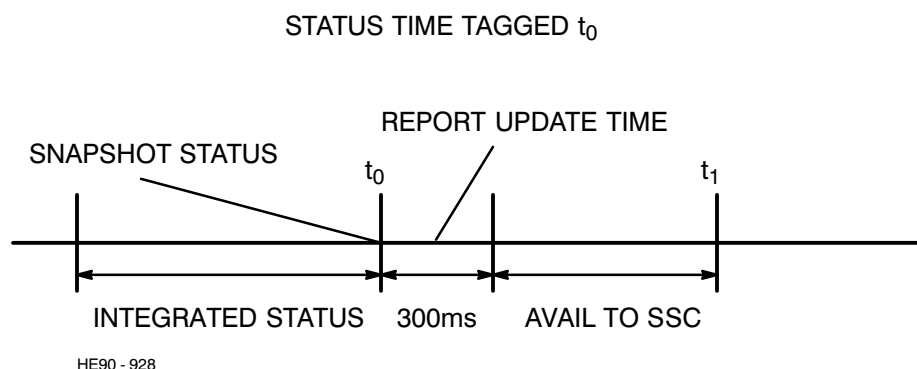 STATUS TIME TAGGED t0
REPORT UPDATE TIME
SNAPSHOT STATUS
t0
t1
INTEGRATED STATUS
300ms
AVAIL TO SSC
HE90 - 928